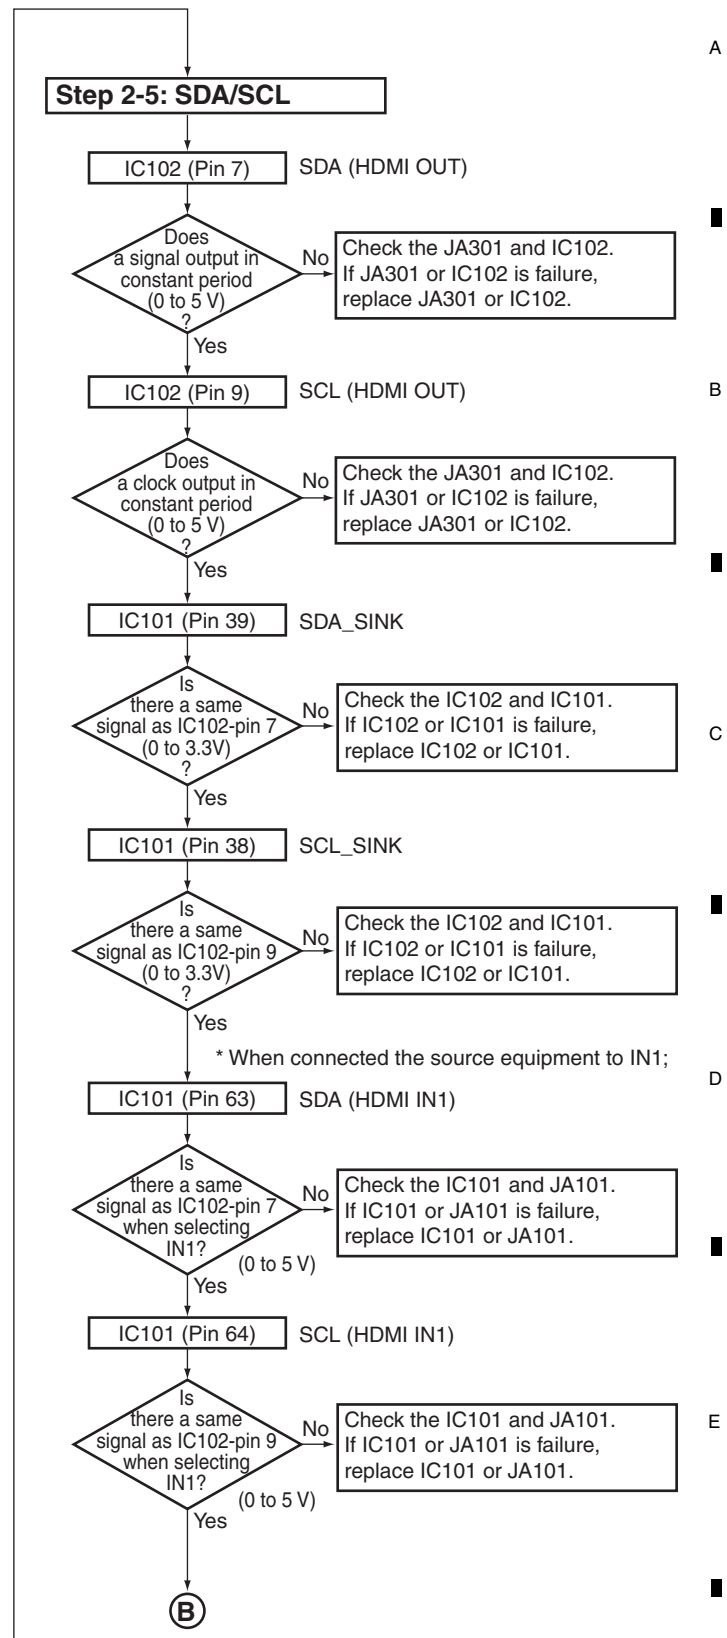 A
Step 2-5: SDA/SCL
IC102 (Pin 7)
SDA (HDMI OUT)
Does
a signal output in
constant period
(0 to 5 V)
?
No
Check the JA301 and IC102.
If JA301 or IC102 is failure,
replace JA301 or IC102.
Yes
IC102 (Pin 9)
SCL (HDMI OUT)
B
Does
a clock output in
constant period
(0 to 5 V)
?
No
Check the JA301 and IC102.
If JA301 or IC102 is failure,
replace JA301 or IC102.
Yes
IC101 (Pin 39)
SDA_SINK
Is
there a same
signal as IC102-pin 7
(0 to 3.3V)
?
No
Check the IC102 and IC101.
If IC102 or IC101 is failure,
replace IC102 or IC101.
C
Yes
IC101 (Pin 38)
SCL_SINK
Is
there a same
signal as IC102-pin 9
(0 to 3.3V)
?
No
Check the IC102 and IC101.
If IC102 or IC101 is failure,
replace IC102 or IC101.
Yes
* When connected the source equipment to IN1;
D
IC101 (Pin 63)
SDA (HDMI IN1)
Is
there a same
signal as IC102-pin 7
when selecting
IN1?
(0 to 5 V)
No
Check the IC101 and JA101.
If IC101 or JA101 is failure,
replace IC101 or JA101.
Yes
IC101 (Pin 64)
SCL (HDMI IN1)
Is
there a same
signal as IC102-pin 9
when selecting
IN1?
(0 to 5 V)
No
Check the IC101 and JA101.
If IC101 or JA101 is failure,
replace IC101 or JA101.
E
Yes
B